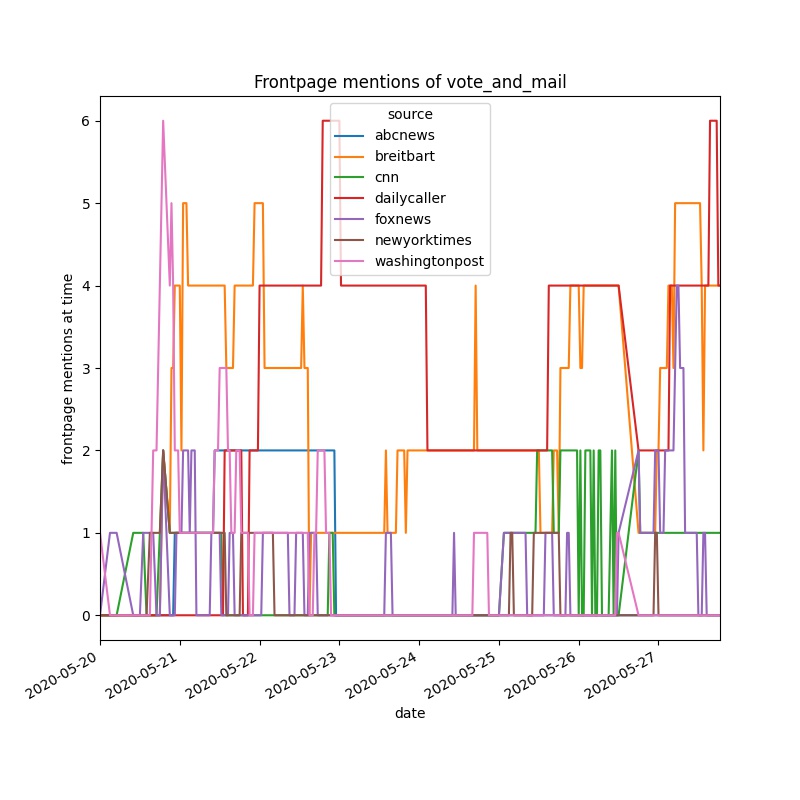 Frontpage mentions of vote_and_mail
source
abcnews
breitbart
cnn
dailycaller
foxnews
newyorktimes
washingtonpost
frontpage mentions at time
6
5
4
3
2
1
0
2020-05-20
2020-05-21
2020-05-22
2020-05-23
2020-05-24
2020-05-25
2020-05-26
2020-05-27
date